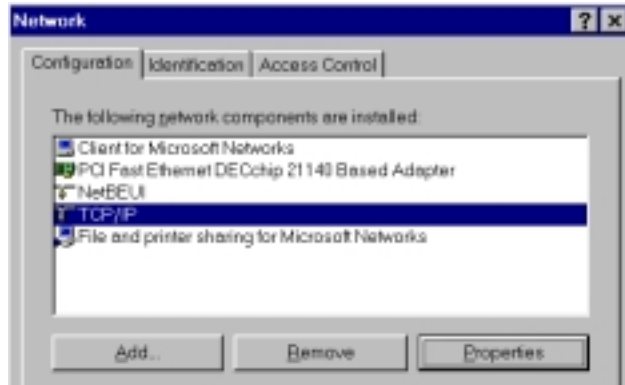 Network
Configuration Identification Access Control
The following network components are installed:
Client for Microsoft Networks
PCI Fast Ethernet DECchip 21140 Based Adapter
NetBEUI
TCP/IP
File and printer sharing for Microsoft Networks
Add... Remove Properties